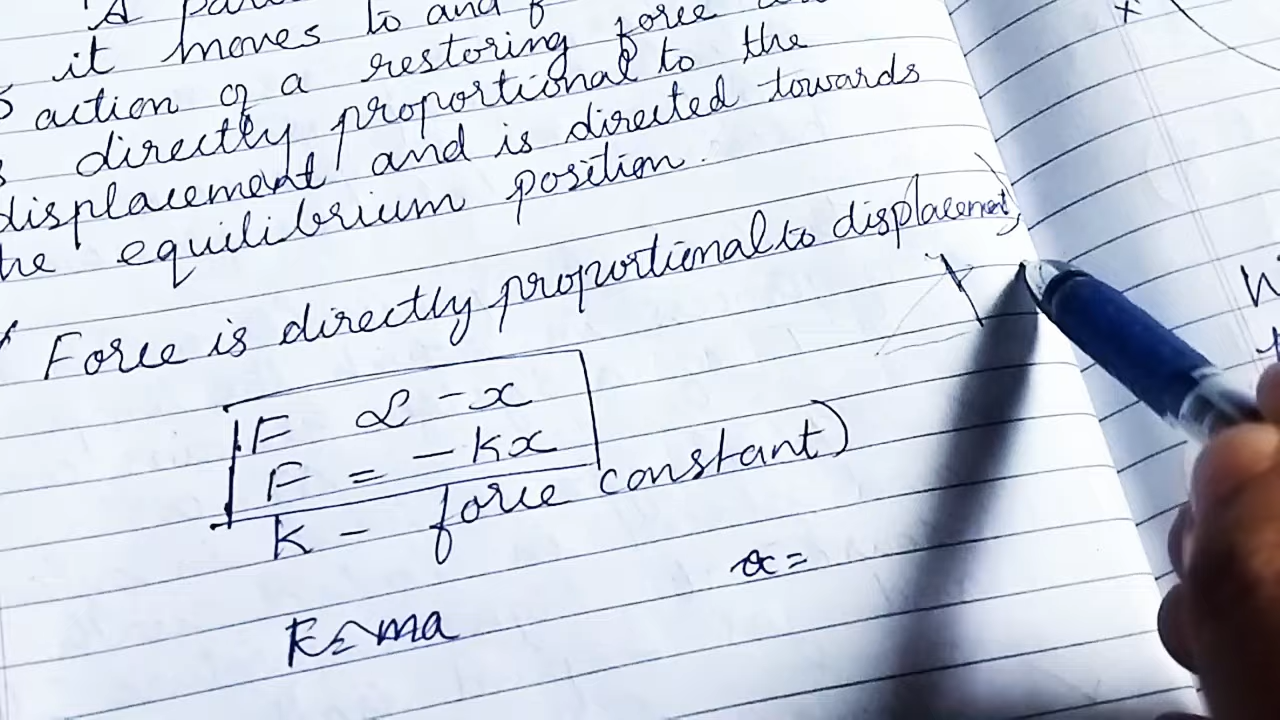 it moves to and
action of a restoring force
directly proportional to the
displacement and is directed towards
the equilibrium position.
Force is directly proportional to displacement)
F ∝ -x
F = - kx
k - force constant)
x =
F = ma